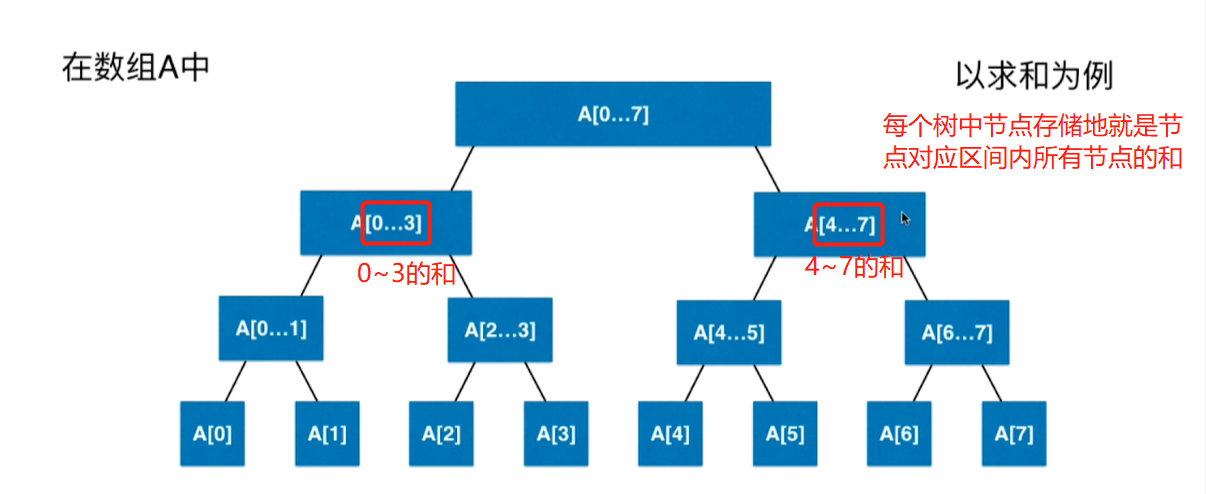 在数组A中
以求和为例
每个树中节点存储地就是节
点对应区间内所有节点的和
A[0...7]
A[0...3]
A[4...7]
0~3的和
4~7的和
A[0...1]
A[2...3]
A[4...5]
A[6...7]
A[0]
A[1]
A[2]
A[3]
A[4]
A[5]
A[6]
A[7]